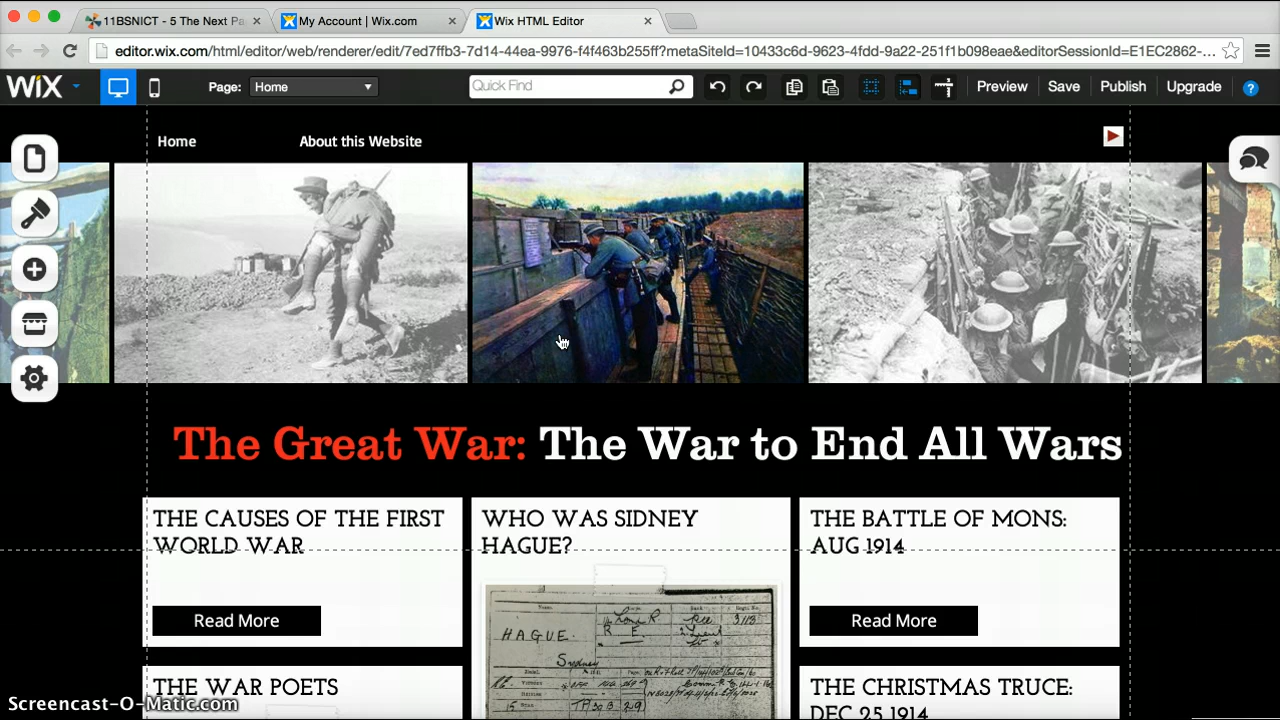 11BSNICT - 5 The Next Pa
My Account | Wix.com
Wix HTML Editor
editor.wix.com/html/editor/web/renderer/edit/7ed7ffb3-7d14-44ea-9976-f4f463b255ff?metaSiteId=10433c6d-9623-4fdd-9a22-251f1b098eae&editorSessionId=E1EC2862-...
WiX
Page:
Home
Quick Find
Preview
Save
Publish
Upgrade
?
Home
About this Website
The Great War: The War to End All Wars
THE CAUSES OF THE FIRST
WORLD WAR
Read More
WHO WAS SIDNEY
HAGUE?
HAGUE.
Sydney
THE BATTLE OF MONS:
AUG 1914
Read More
THE WAR POETS
THE CHRISTMAS TRUCE:
DEC 25 1914
Screencast-O-Matic.com